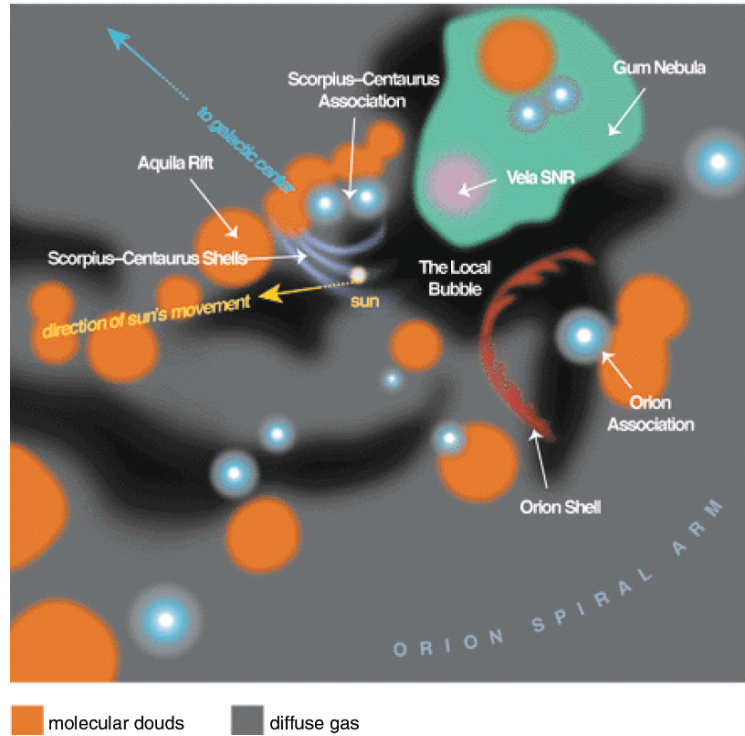 Gum Nebula
Scorpius–Centaurus
Association
to galactic center
Aquila Rift
Vela SNR
Scorpius–Centaurus Shells
The Local
Bubble
direction of sun's movement
sun
Orion
Association
Orion Shell
ORION SPIRAL ARM
molecular douds
diffuse gas